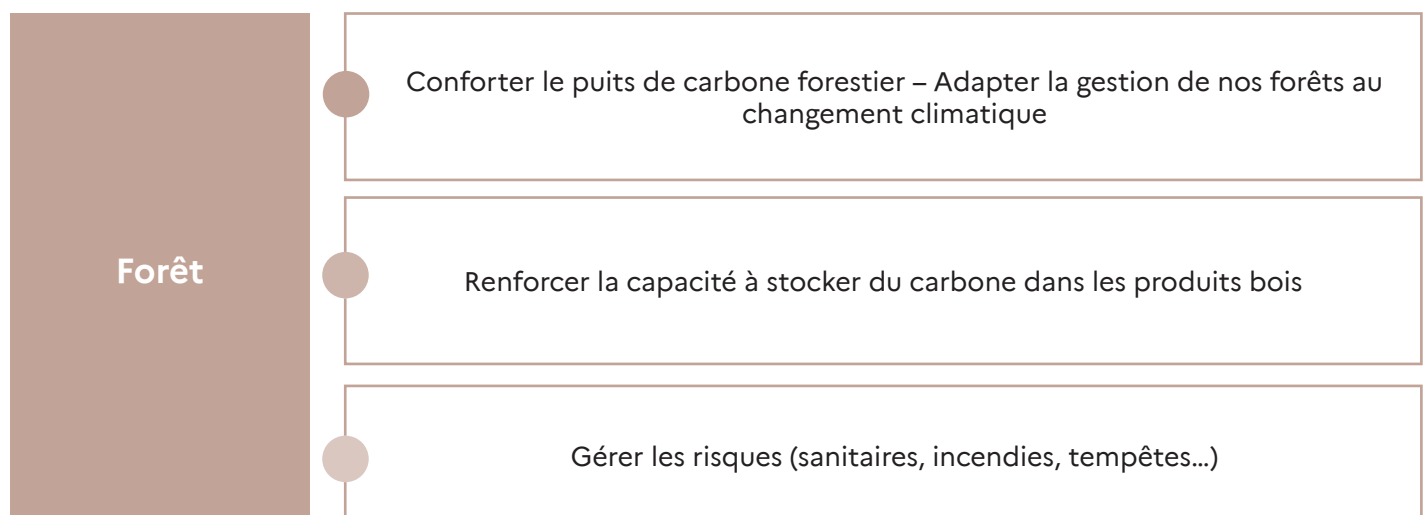 Forêt
Conforter le puits de carbone forestier – Adapter la gestion de nos forêts au
changement climatique
Renforcer la capacité à stocker du carbone dans les produits bois
Gérer les risques (sanitaires, incendies, tempêtes…)